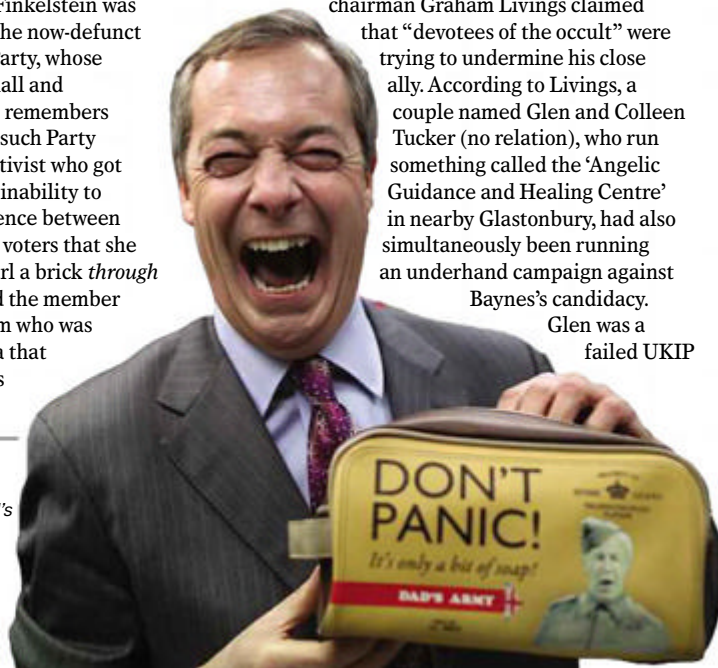 Finkelstein was
he now-defunct
arty, whose
all and
remembers
such Party
tivist who got
inability to
ence between
voters that she
rl a brick through
d the member
m who was
a that
s
's
chairman Graham Livings claimed
that “devotees of the occult” were
trying to undermine his close
ally. According to Livings, a
couple named Glen and Colleen
Tucker (no relation), who run
something called the ‘Angelic
Guidance and Healing Centre’
in nearby Glastonbury, had also
simultaneously been running
an underhand campaign against
Baynes’s candidacy.
Glen was a
failed UKIP
DON'T
PANIC!
It's only a bit of soap!
DAD'S ARMY